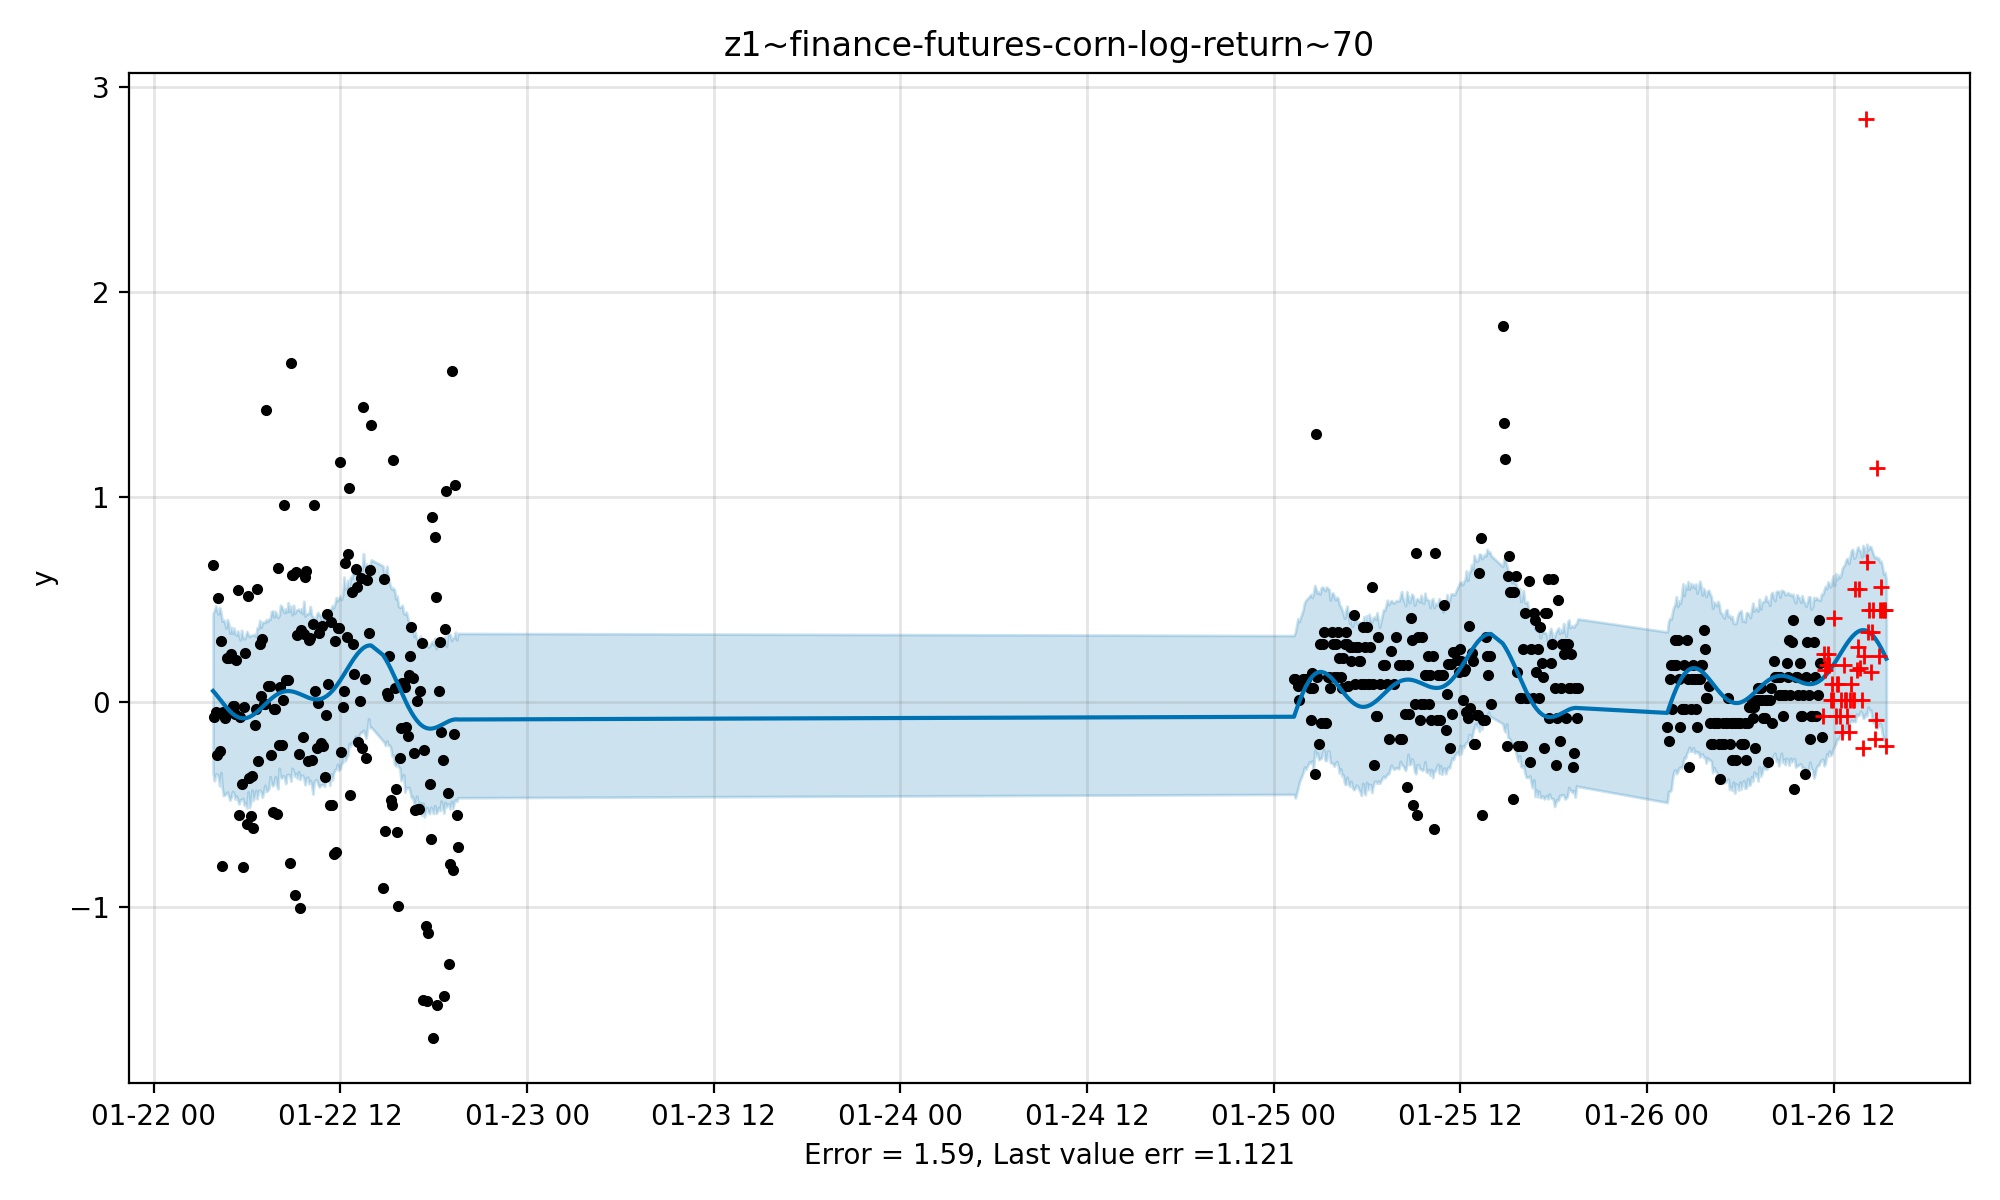 z1~finance-futures-corn-log-return~70
3
2
1
0
−1
y
01-22 00 01-22 12 01-23 00 01-23 12 01-24 00 01-24 12 01-25 00 01-25 12 01-26 00 01-26 12
Error = 1.59, Last value err =1.121